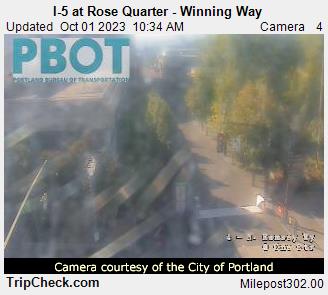 I-5 at Rose Quarter - Winning Way
Updated Oct 01 2023 10:34 AM Camera 4
PBOT
PORTLAND BUREAU OF TRANSPORTATION
Camera courtesy of the City of Portland
TripCheck.com Milepost302.00